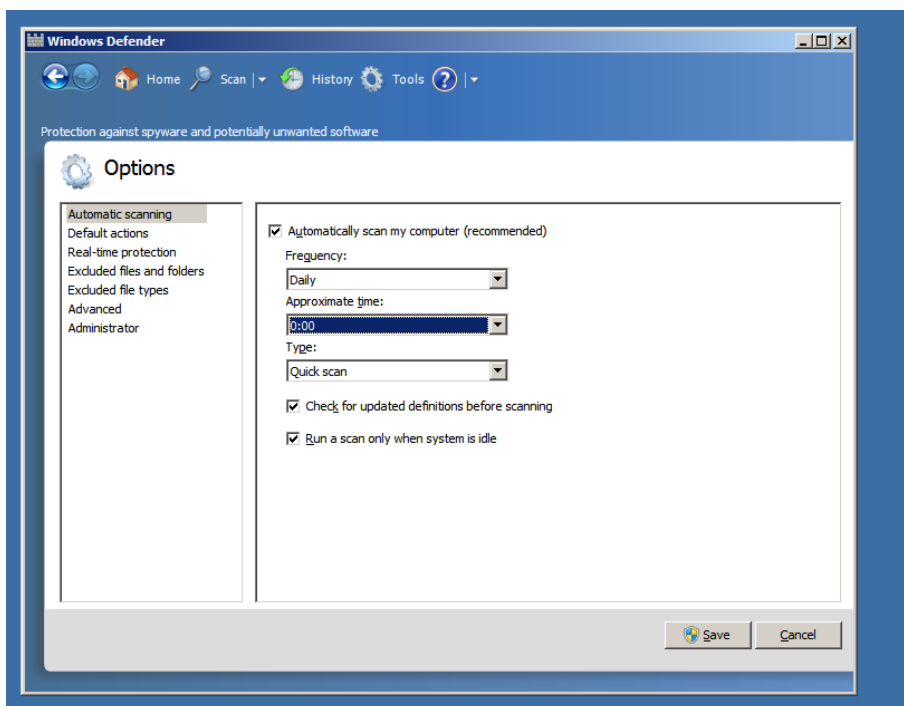 Windows Defender
Home Scan History Tools
Protection against spyware and potentially unwanted software
Options
Automatic scanning
Default actions
Real-time protection
Excluded files and folders
Excluded file types
Advanced
Administrator
Automatically scan my computer (recommended)
Frequency:
Daily
Approximate time:
0:00
Type:
Quick scan
Check for updated definitions before scanning
Run a scan only when system is idle
Save Cancel